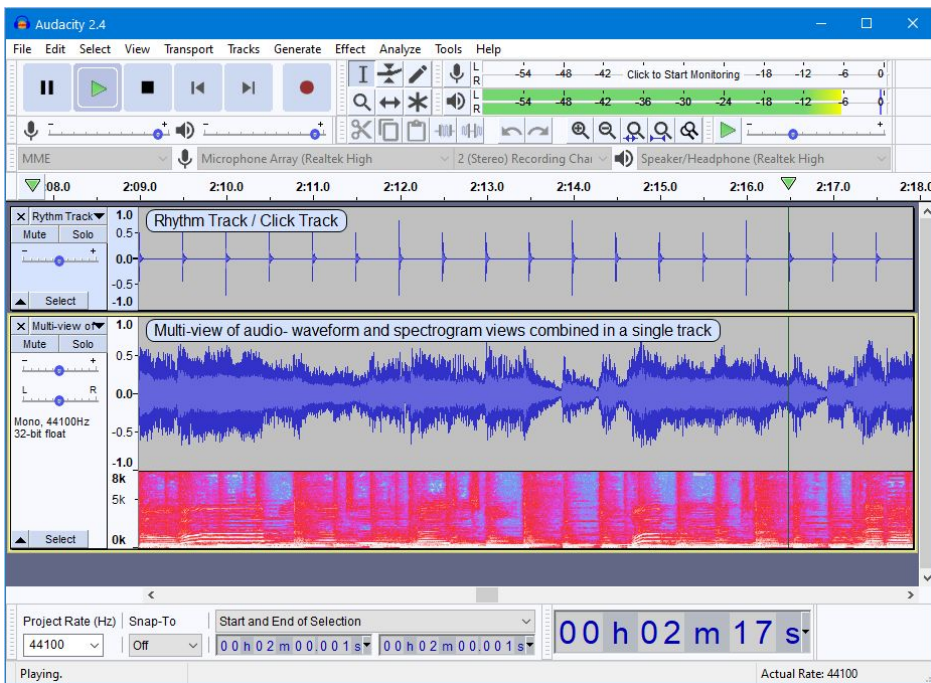 Audacity 2.4
File Edit Select View Transport Tracks Generate Effect Analyze Tools Help
L
R
-54 -48 -42 Click to Start Monitoring -18 -12 -6 0
L
R
-54 -48 -42 -36 -30 -24 -18 -12 -6 0
- +
- +
- +
MME Microphone Array (Realtek High 2 (Stereo) Recording Chai Speaker/Headphone (Realtek High
:08.0 2:09.0 2:10.0 2:11.0 2:12.0 2:13.0 2:14.0 2:15.0 2:16.0 2:17.0 2:18.0
Rythm Track 1.0 Rhythm Track / Click Track
Mute Solo 0.5
- + 0.0
-0.5
Select -1.0
Multi-view of 1.0 Multi-view of audio- waveform and spectrogram views combined in a single track
Mute Solo 0.5
- +
L R 0.0
Mono, 44100Hz
32-bit float -0.5
-1.0
8k
5k
Select 0k
Project Rate (Hz) Snap-To Start and End of Selection
44100 Off 00h02m00.001s 00h02m00.001s 00h02m17s
Playing. Actual Rate: 44100